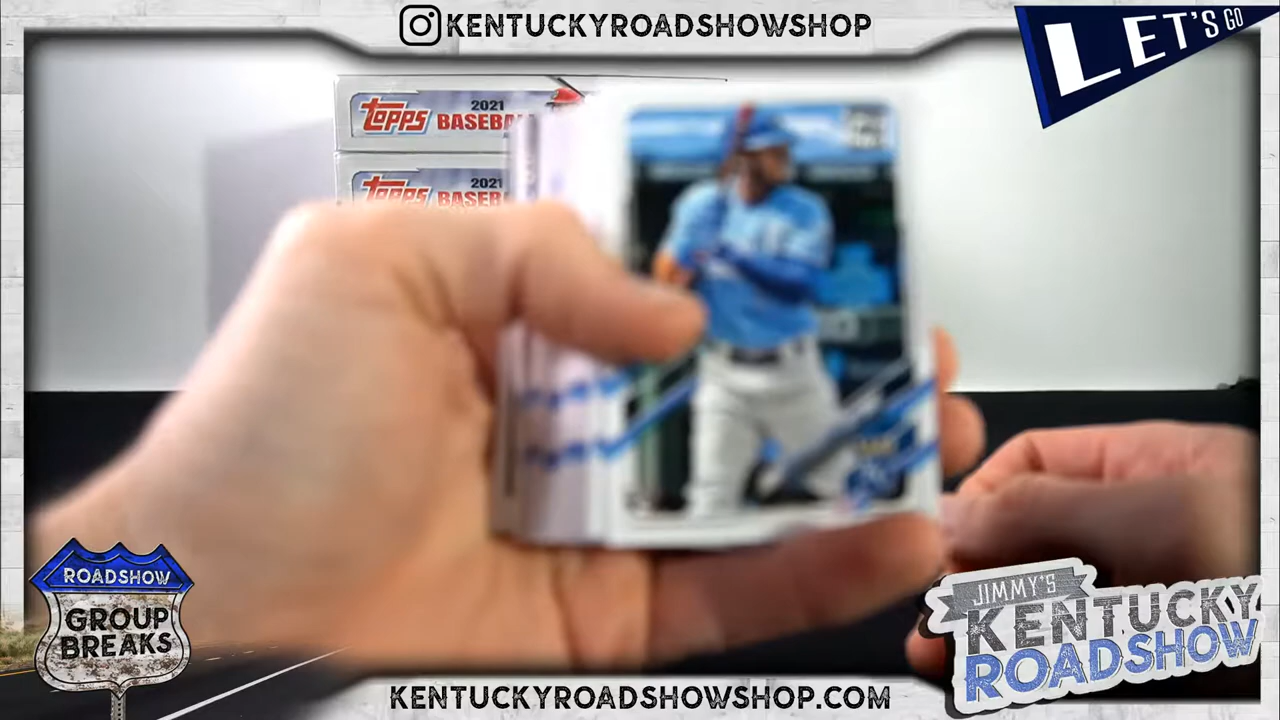 KENTUCKYROADSHOWSHOP
LET'S GO
TOPPS 2021 BASEBA
TOPPS 2021 BASEB
ROADSHOW
GROUP
BREAKS
JIMMY'S
KENTUCKY
ROADSHOW
KENTUCKYROADSHOWSHOP.COM